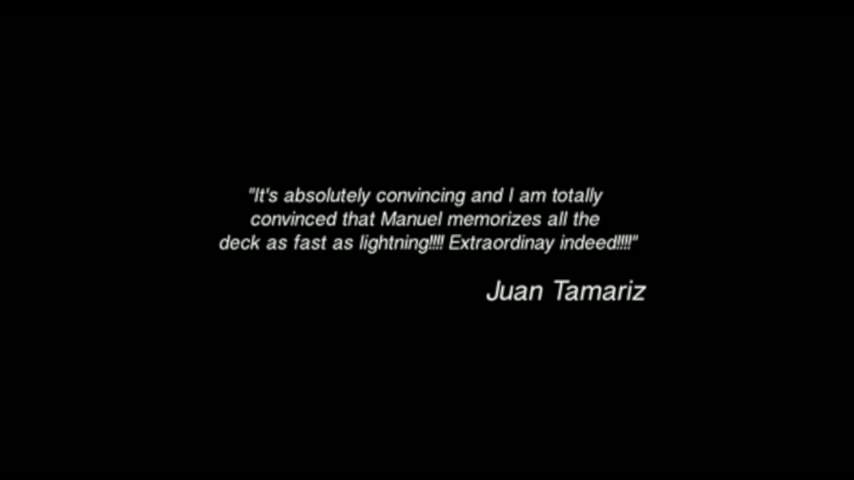 "It's absolutely convincing and I am totally
convinced that Manuel memorizes all the
deck as fast as lightning!!!! Extraordinay indeed!!!!"
Juan Tamariz